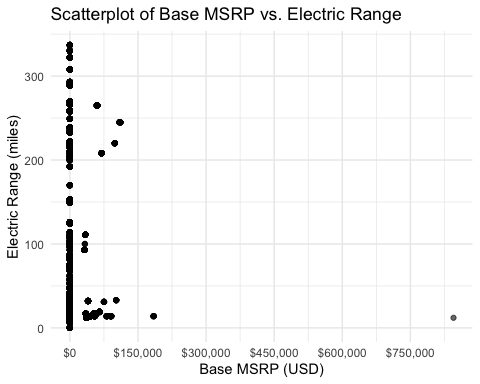 Scatterplot of Base MSRP vs. Electric Range
Electric Range (miles)
300
200
100
0
$0 $150,000 $300,000 $450,000 $600,000 $750,000
Base MSRP (USD)